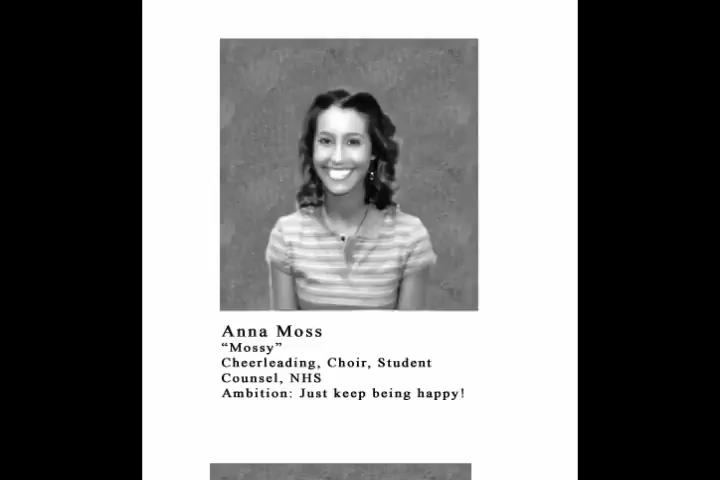 Anna Moss
“Mossy”
Cheerleading, Choir, Student
Counsel, NHS
Ambition: Just keep being happy!